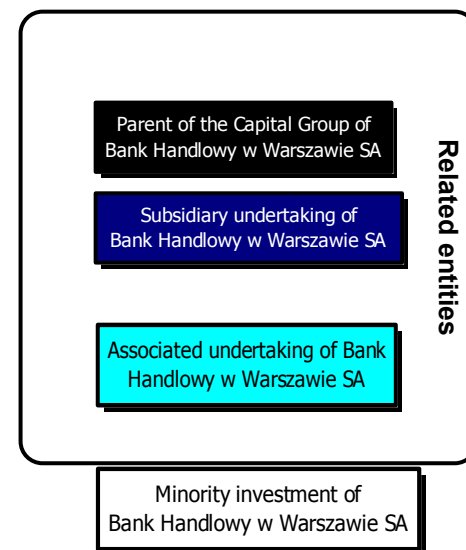 Parent of the Capital Group of
Bank Handlowy w Warszawie SA
Subsidiary undertaking of
Bank Handlowy w Warszawie SA
Associated undertaking of Bank
Handlowy w Warszawie SA
Related entities
Minority investment of
Bank Handlowy w Warszawie SA